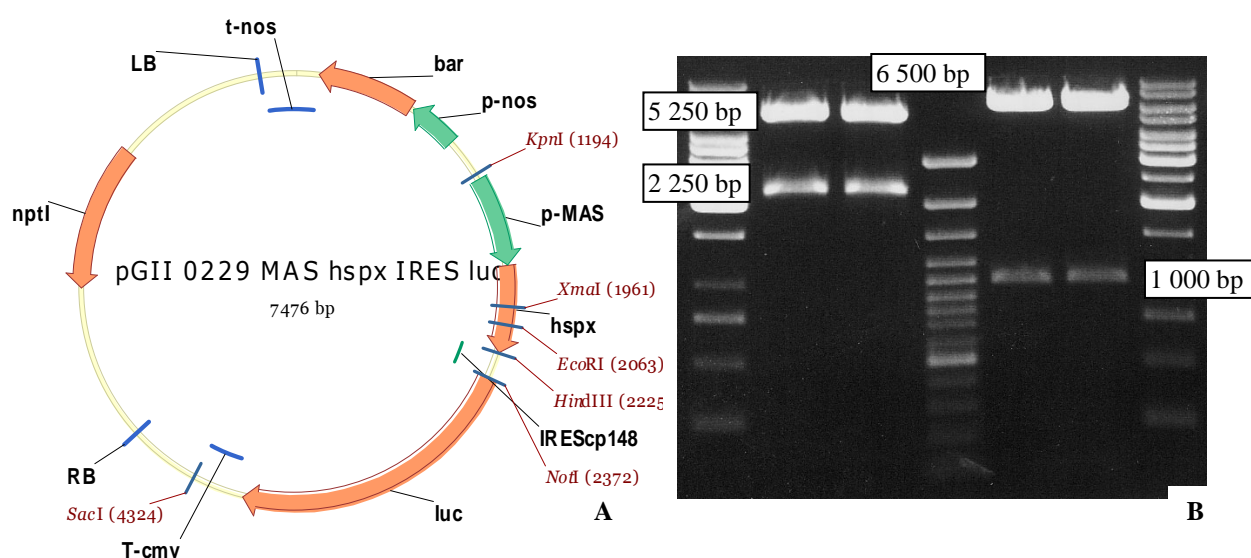 t-nos
LB
bar
p-nos
KpnI (1194)
nptI
p-MAS
pGII 0229 MAS hspx IRES luc
7476 bp
XmaI (1961)
hspx
EcoRI (2063)
HindIII (2225
IREScp148
NotI (2372)
RB
luc
SacI (4324)
T-cmv
A
6 500 bp
5 250 bp
2 250 bp
1 000 bp
B